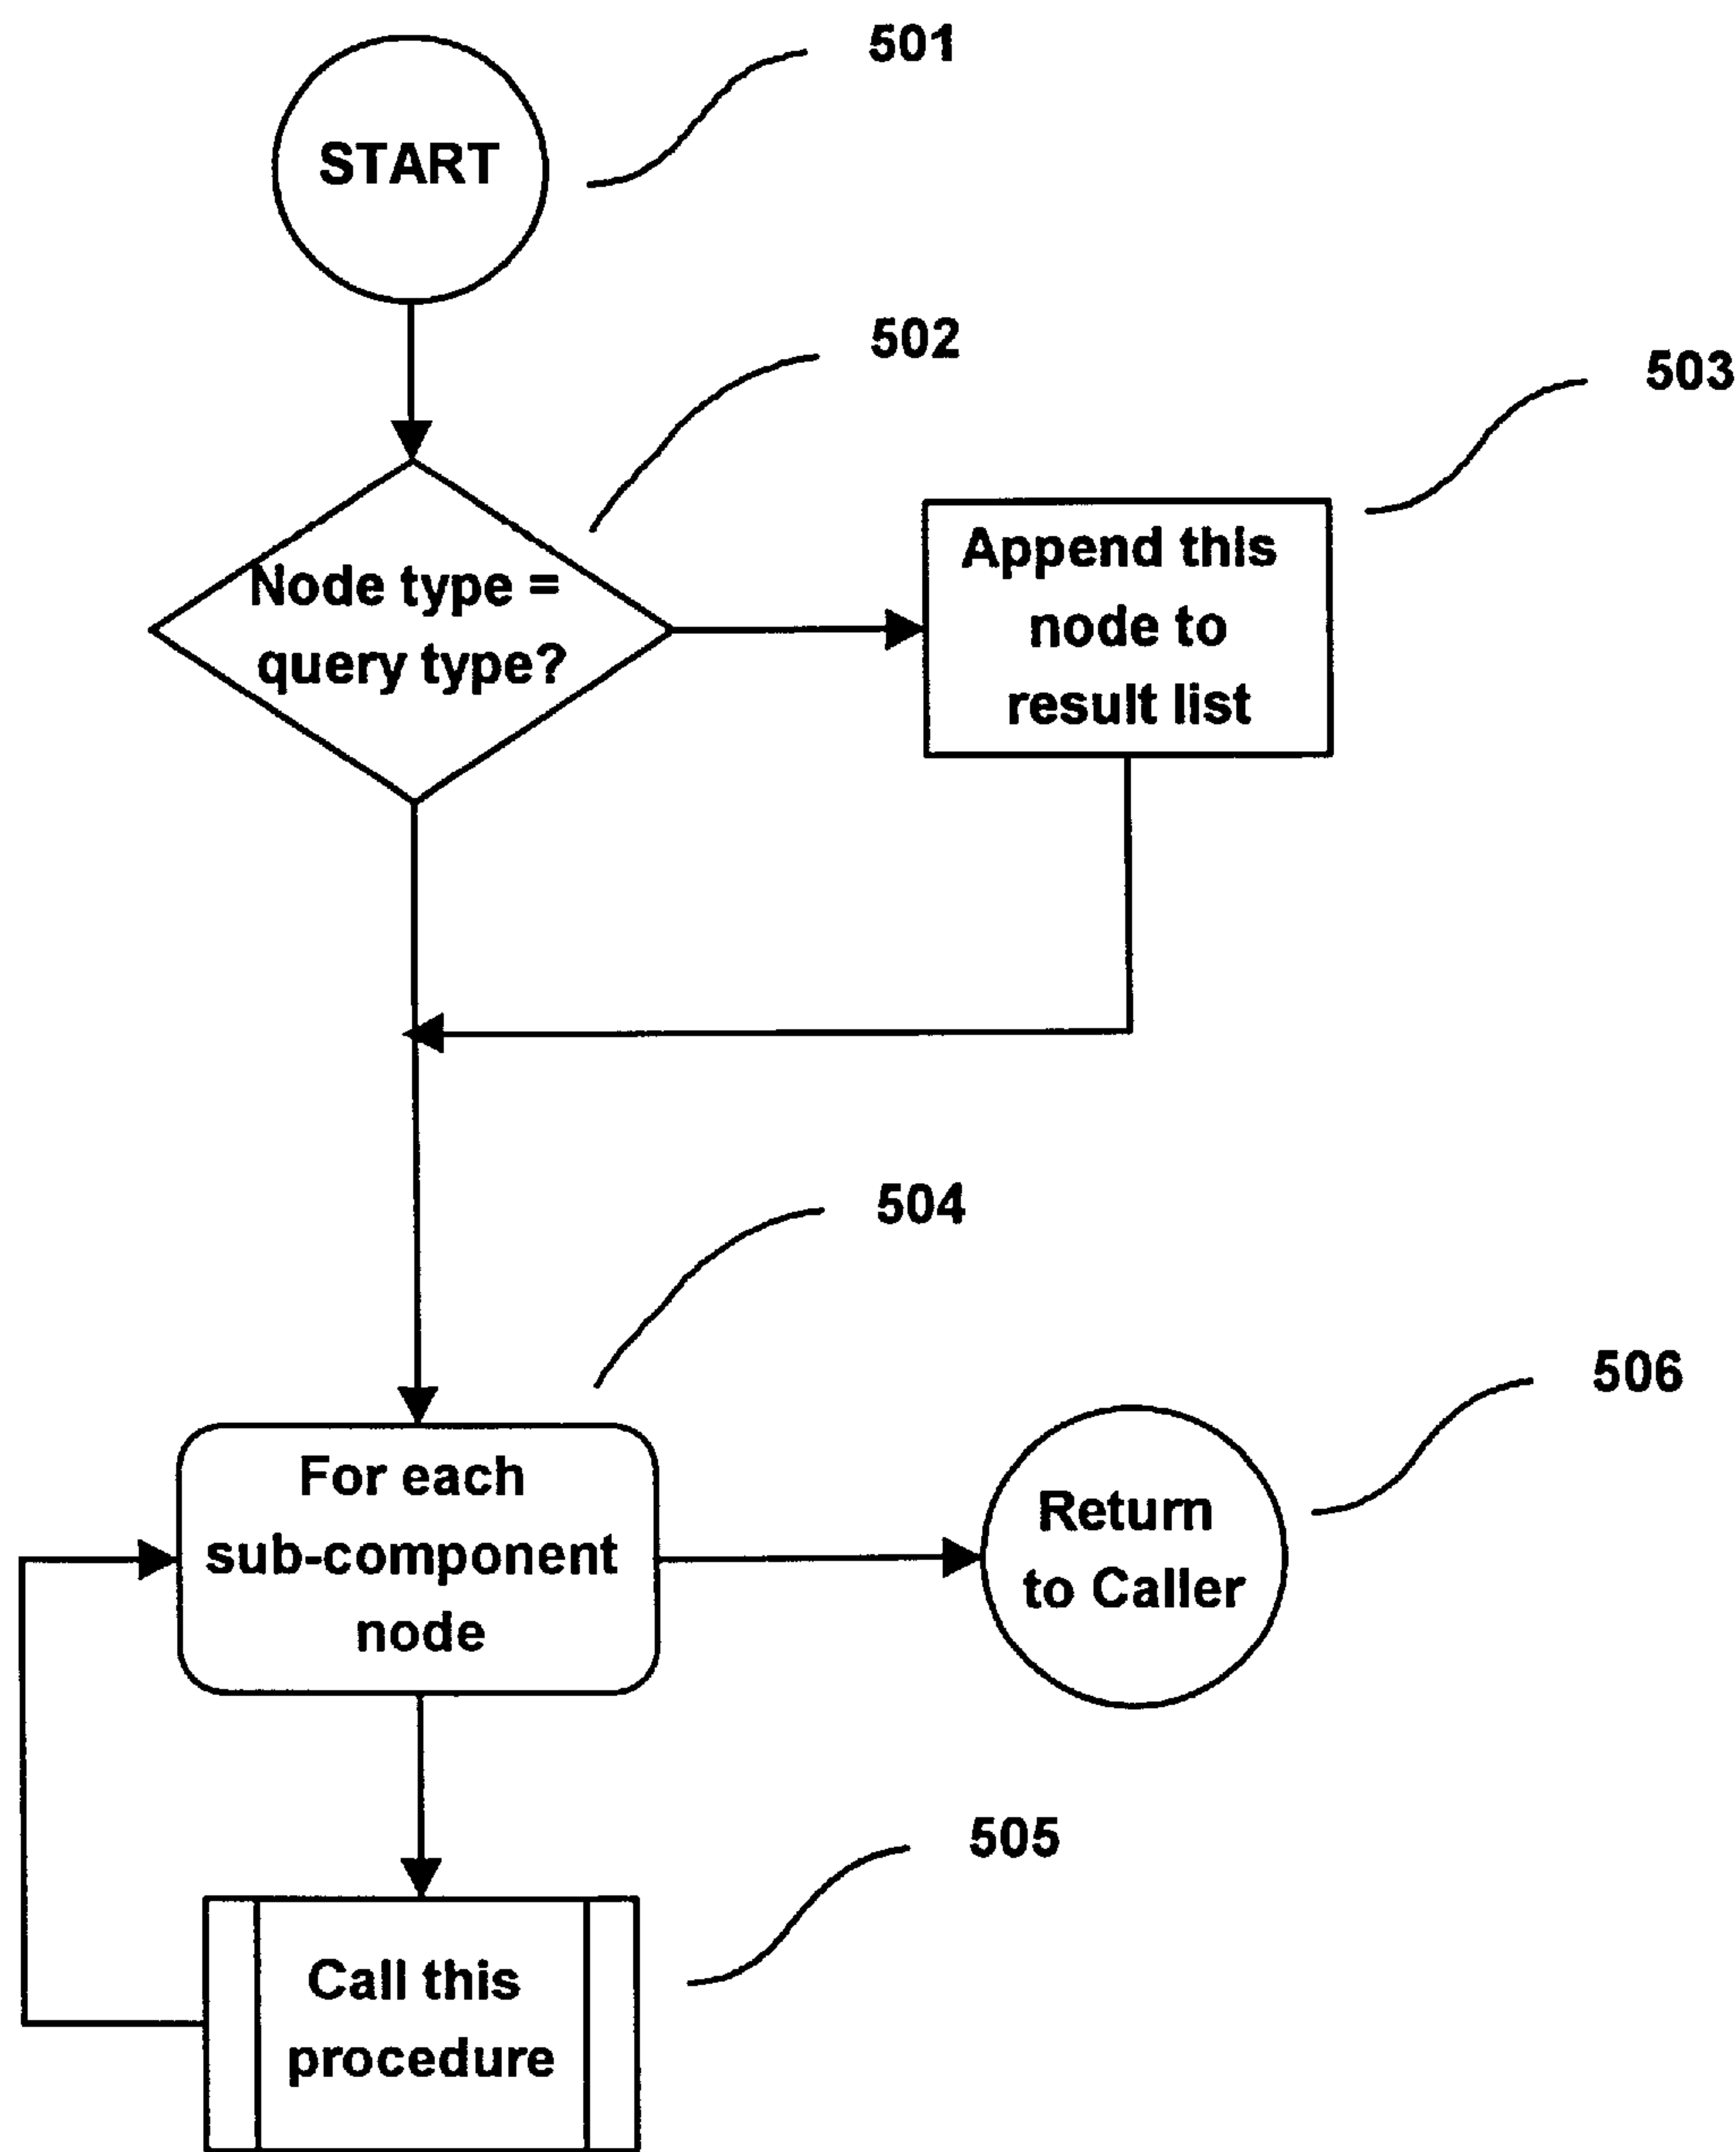 501
START
502
503
Node type =
query type?
Append this
node to
result list
504
506
For each
sub-component
node
Return
to Caller
505
Call this
procedure